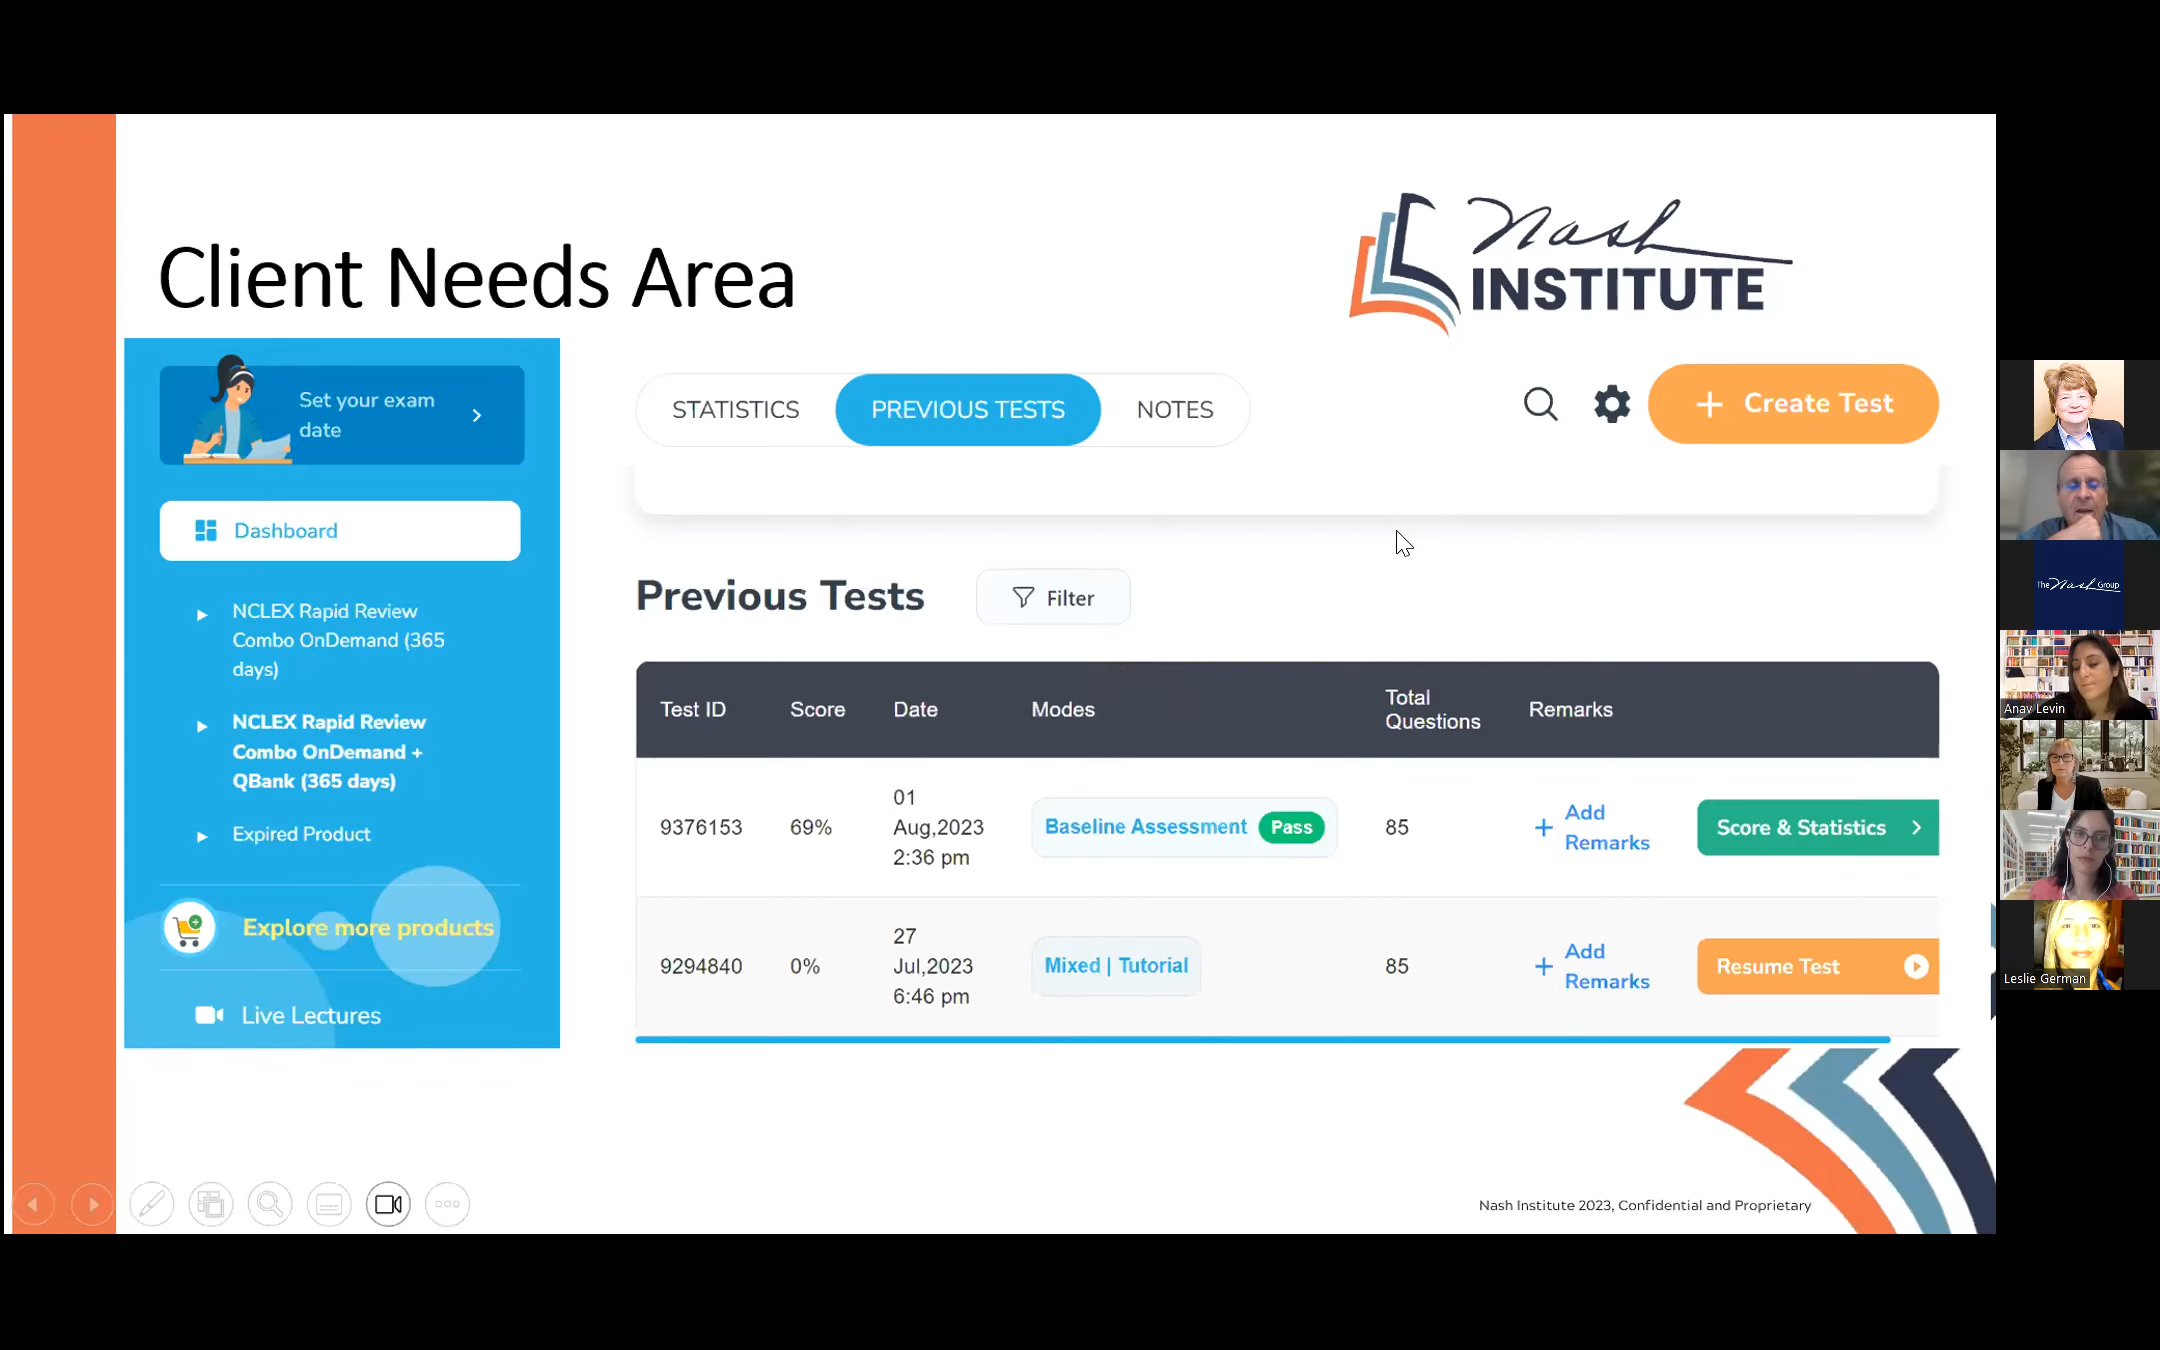 Client Needs Area
Nash
INSTITUTE
Set your exam
date
Dashboard
NCLEX Rapid Review
Combo OnDemand (365
days)
NCLEX Rapid Review
Combo OnDemand +
QBank (365 days)
Expired Product
Explore more products
Live Lectures
STATISTICS
PREVIOUS TESTS
NOTES
+ Create Test
Previous Tests
Filter
Test ID
Score
Date
Modes
Total
Questions
Remarks
9376153
69%
01
Aug,2023
2:36 pm
Baseline Assessment
Pass
85
+ Add
Remarks
Score & Statistics
9294840
0%
27
Jul,2023
6:46 pm
Mixed | Tutorial
85
+ Add
Remarks
Resume Test
Nash Institute 2023, Confidential and Proprietary
The Nash Group
Anav Levin
Leslie German